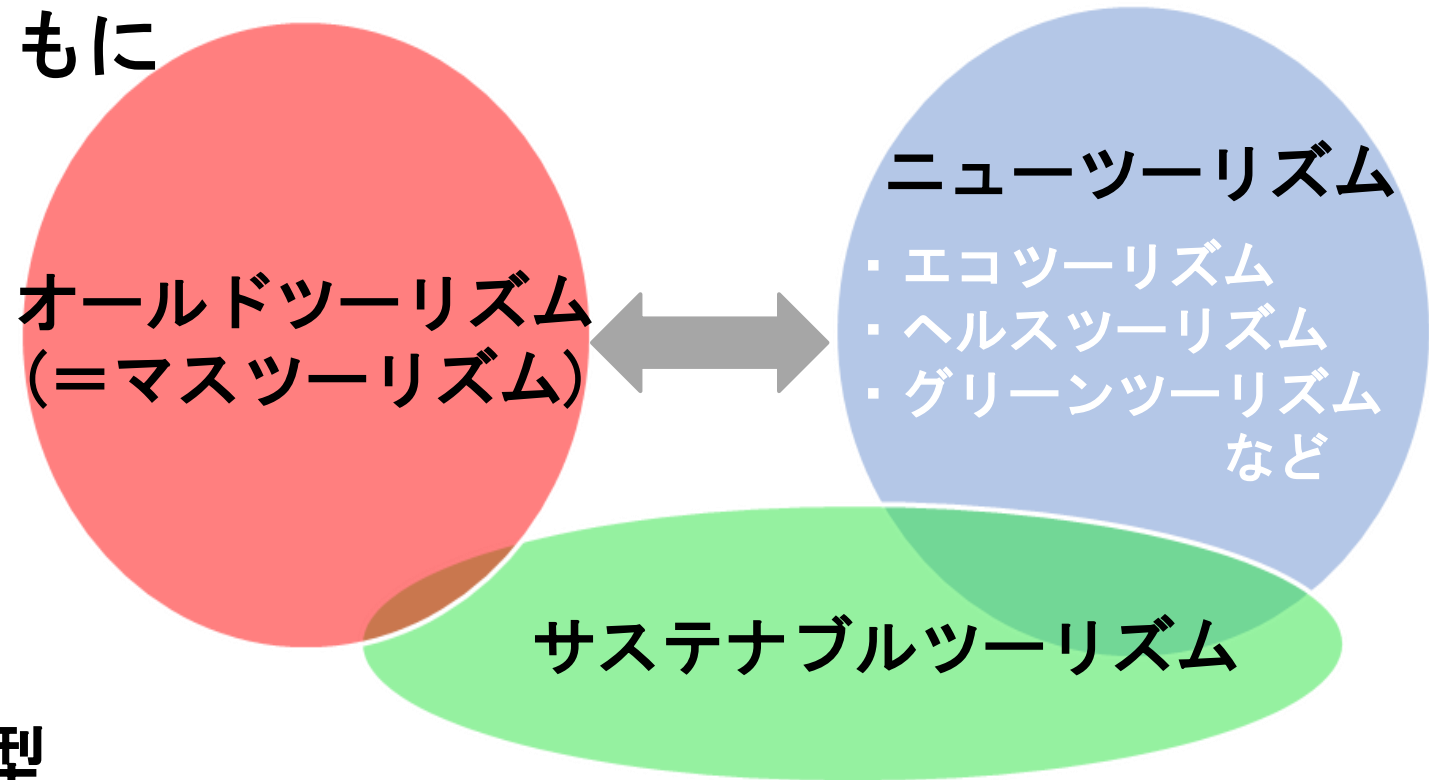 もに
ニューツーリズム
・エコツーリズム
・ヘルスツーリズム
・グリーンツーリズム
など
オールドツーリズム
(＝マスツーリズム)
サステナブルツーリズム
型